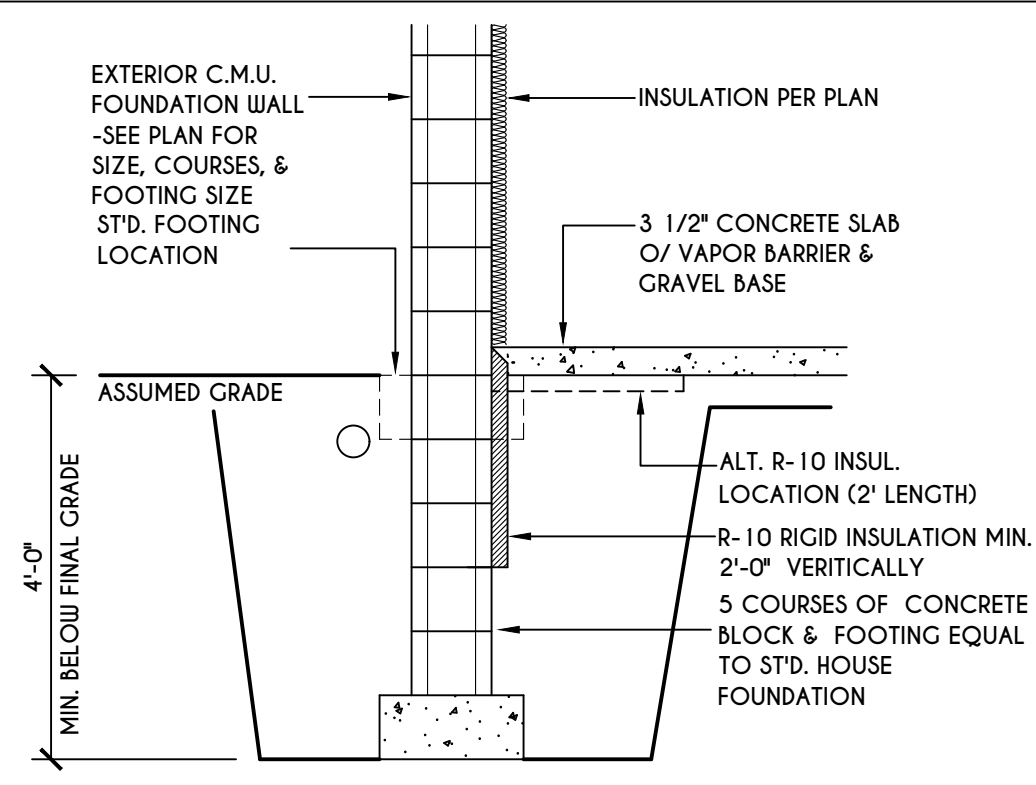 EXTERIOR C.M.U.
FOUNDATION WALL
-SEE PLAN FOR
SIZE, COURSES, &
FOOTING SIZE
ST'D. FOOTING
LOCATION
INSULATION PER PLAN
3 1/2" CONCRETE SLAB
O/ VAPOR BARRIER &
GRAVEL BASE
ASSUMED GRADE
4'-0"
MIN. BELOW FINAL GRADE
ALT. R-10 INSUL.
LOCATION (2' LENGTH)
R-10 RIGID INSULATION MIN.
2'-0" VERITICALLY
5 COURSES OF CONCRETE
BLOCK & FOOTING EQUAL
TO ST'D. HOUSE
FOUNDATION